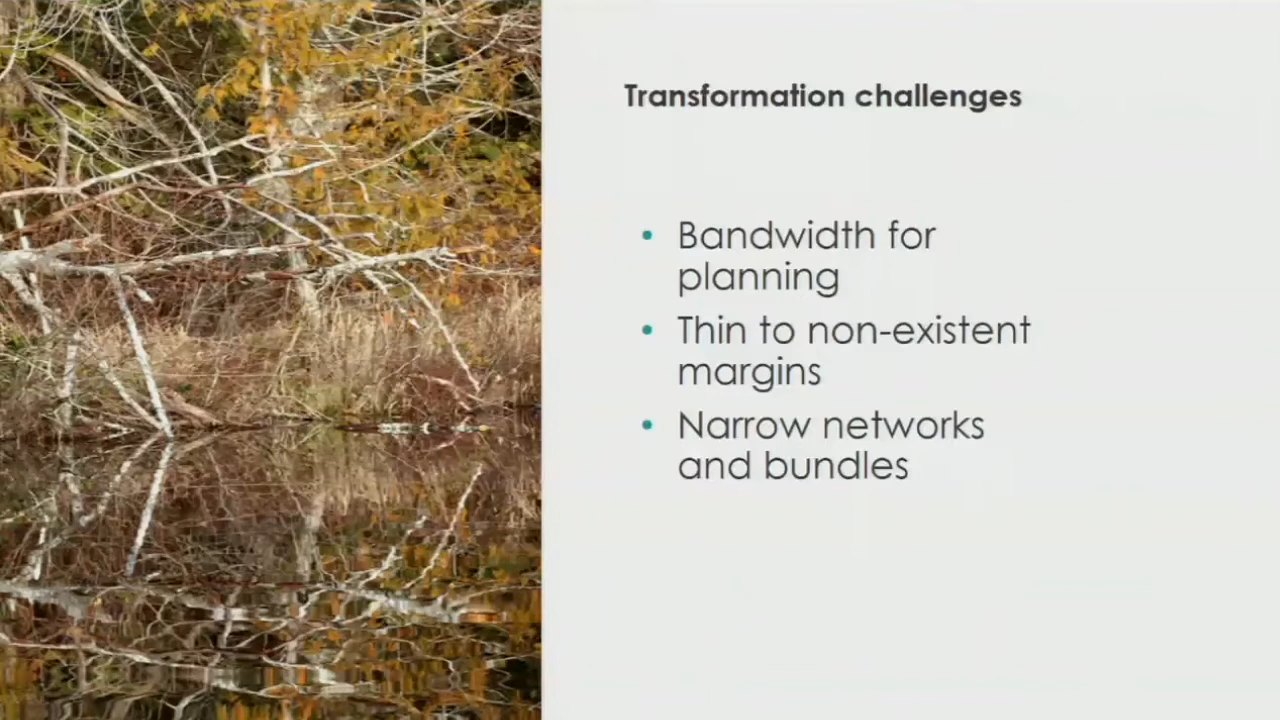 Transformation challenges
• Bandwidth for
planning
• Thin to non-existent
margins
• Narrow networks
and bundles